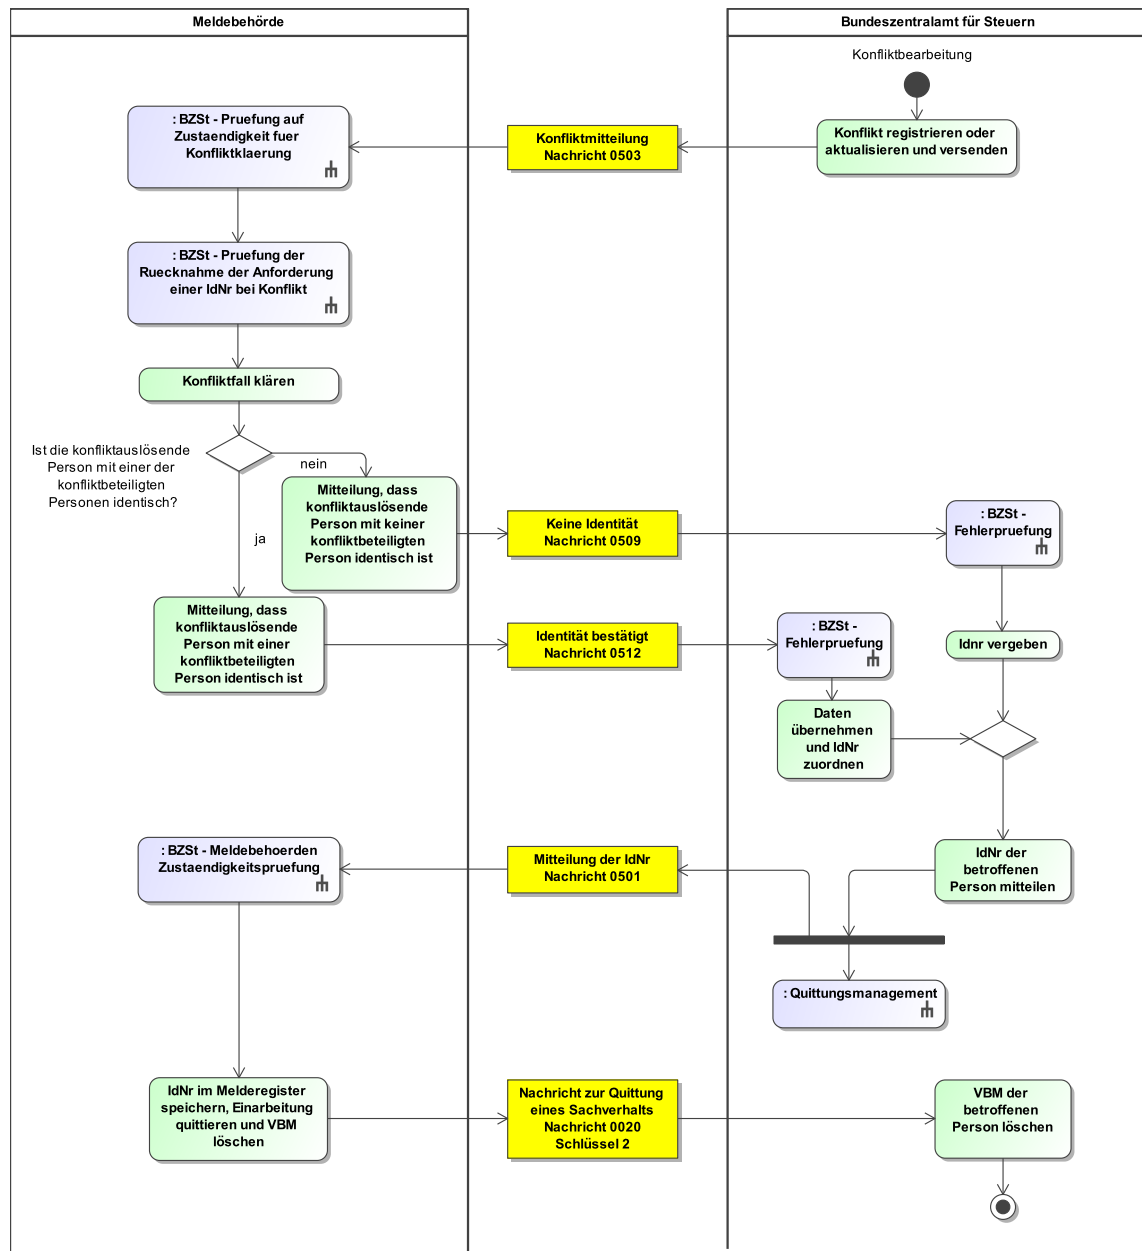 Meldebehörde
Bundeszentralamt für Steuern
Konfliktbearbeitung
: BZSt - Pruefung auf
Zustaendigkeit fuer
Konfliktklaerung
Konfliktmitteilung
Nachricht 0503
Konflikt registrieren oder
aktualisieren und versenden
: BZSt - Pruefung der
Ruecknahme der Anforderung
einer IdNr bei Konflikt
Konfliktfall klären
Ist die konfliktauslösende
Person mit einer der
konfliktbeteiligten
Personen identisch?
nein
ja
Mitteilung, dass
konfliktauslösende
Person mit keiner
konfliktbeteiligten
Person identisch ist
Keine Identität
Nachricht 0509
: BZSt -
Fehlerpruefung
Mitteilung, dass
konfliktauslösende
Person mit einer
konfliktbeteiligten
Person identisch ist
Identität bestätigt
Nachricht 0512
: BZSt -
Fehlerpruefung
Idnr vergeben
Daten
übernehmen
und IdNr
zuordnen
: BZSt - Meldebehoerden
Zustaendigkeitspruefung
Mitteilung der IdNr
Nachricht 0501
IdNr der
betroffenen
Person mitteilen
: Quittungsmanagement
IdNr im Melderegister
speichern, Einarbeitung
quittieren und VBM
löschen
Nachricht zur Quittung
eines Sachverhalts
Nachricht 0020
Schlüssel 2
VBM der
betroffenen
Person löschen